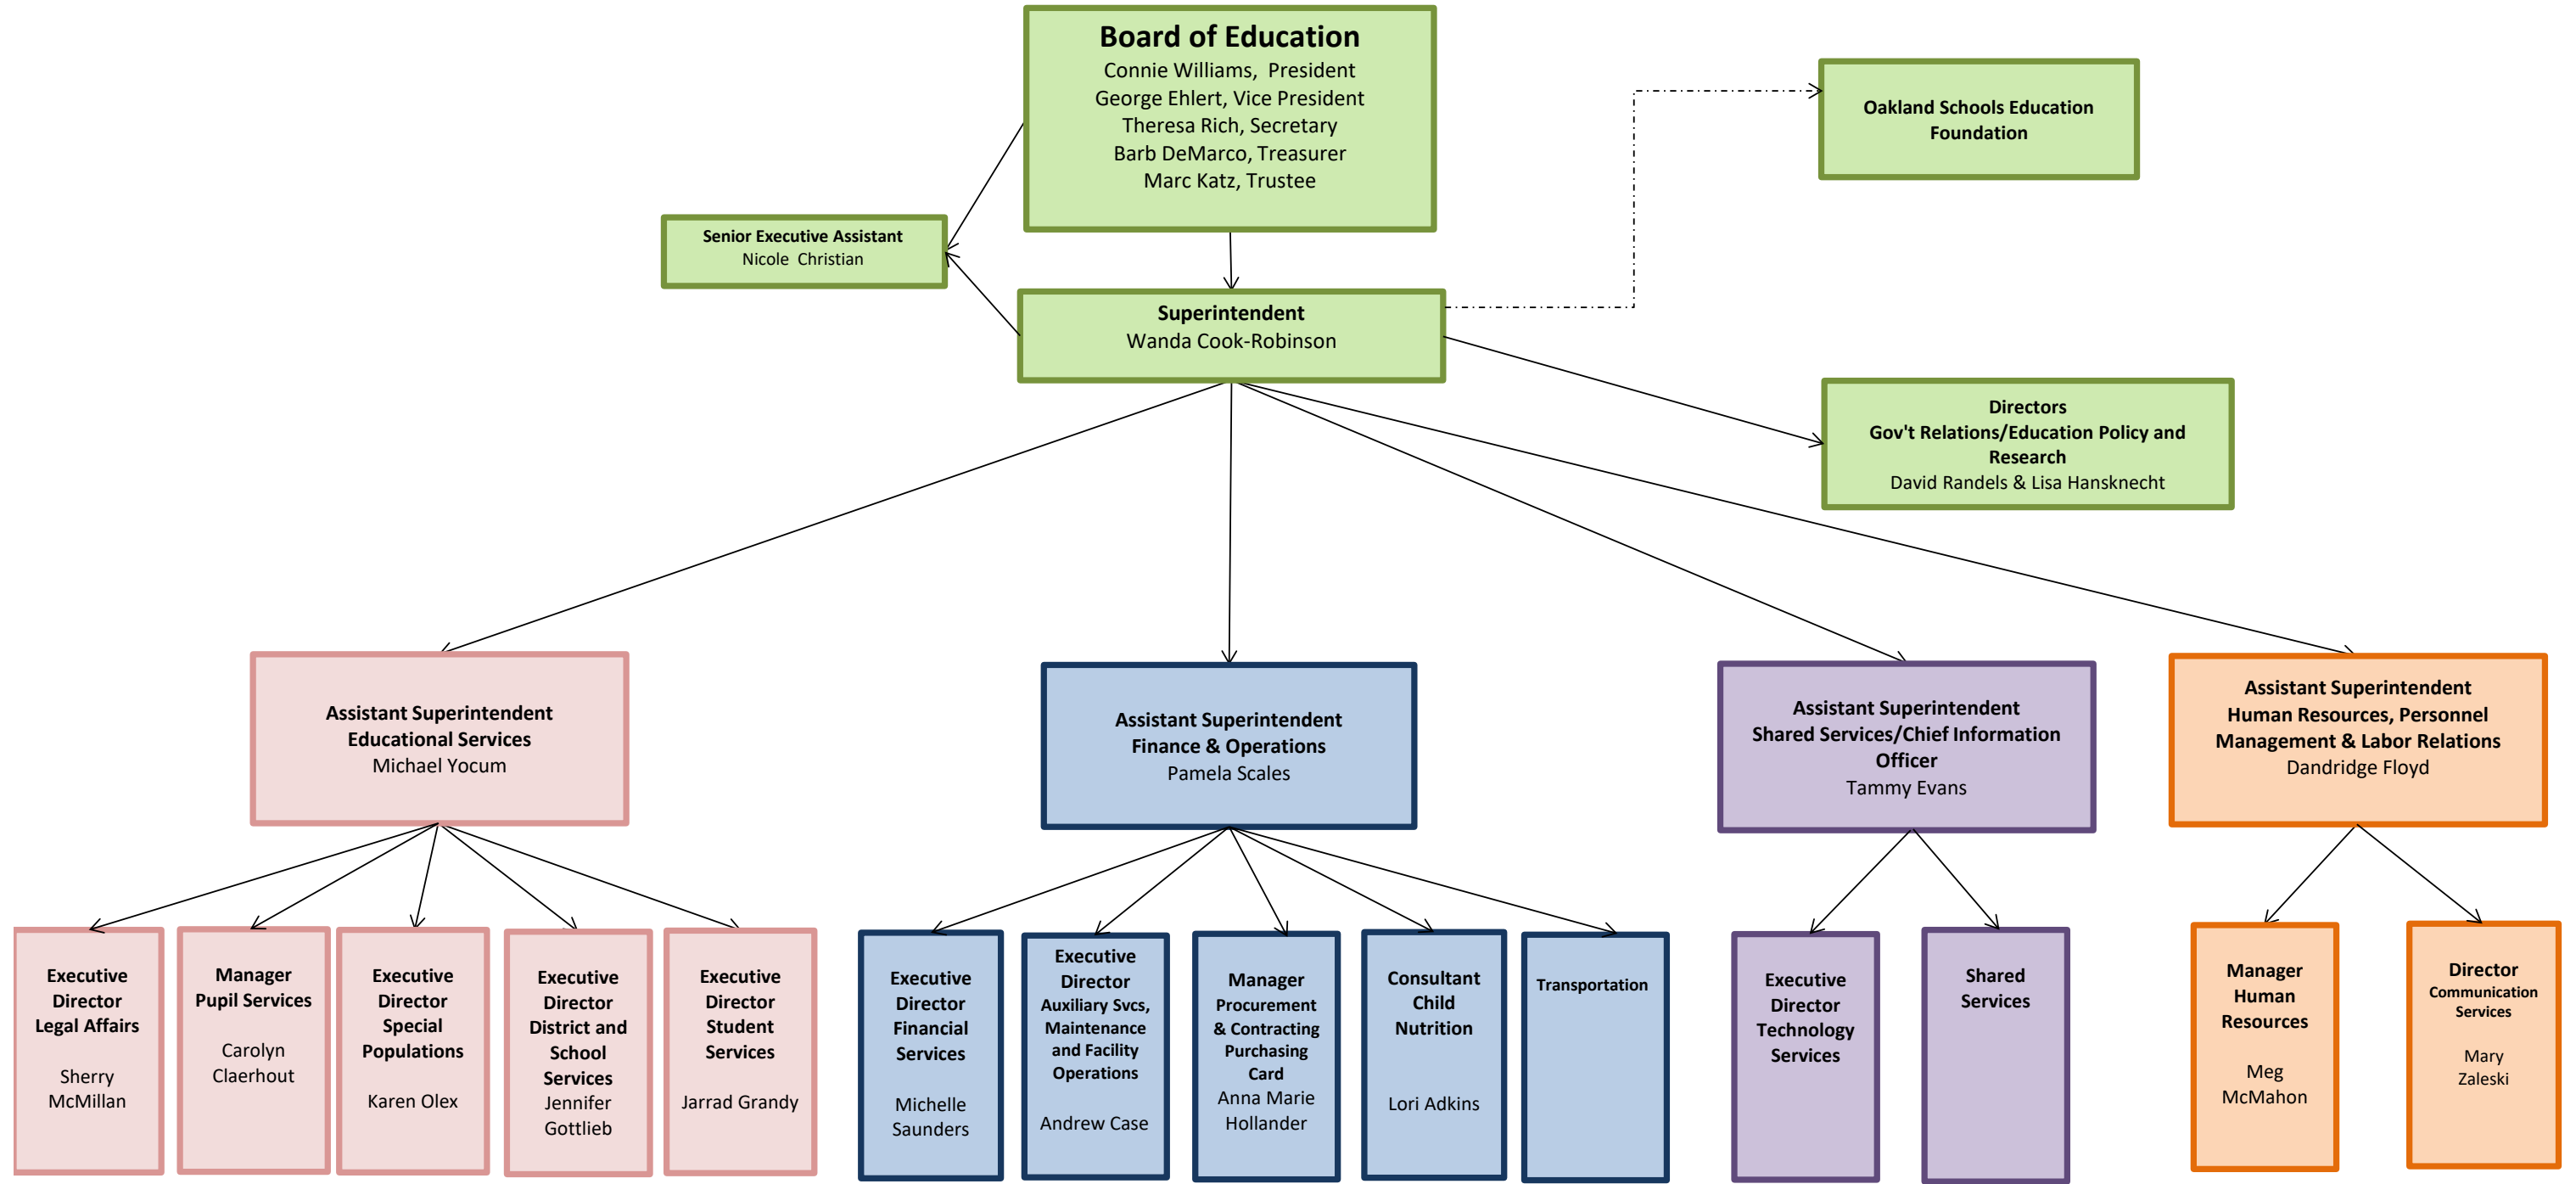 Board of Education
Connie Williams, President
George Ehlert, Vice President
Theresa Rich, Secretary
Barb DeMarco, Treasurer
Marc Katz, Trustee
Oakland Schools Education
Foundation
Senior Executive Assistant
Nicole Christian
Superintendent
Wanda Cook-Robinson
Directors
Gov't Relations/Education Policy and
Research
David Randels & Lisa Hansknecht
Assistant Superintendent
Educational Services
Michael Yocum
Assistant Superintendent
Finance & Operations
Pamela Scales
Assistant Superintendent
Shared Services/Chief Information
Officer
Tammy Evans
Assistant Superintendent
Human Resources, Personnel
Management & Labor Relations
Dandridge Floyd
Executive
Director
Legal Affairs
Sherry
McMillan
Manager
Pupil Services
Carolyn
Claerhout
Executive
Director
Special
Populations
Karen Olex
Executive
Director
District and
School
Services
Jennifer
Gottlieb
Executive
Director
Student
Services
Jarrad Grandy
Executive
Director
Financial
Services
Michelle
Saunders
Executive
Director
Auxiliary Svcs,
Maintenance
and Facility
Operations
Andrew Case
Manager
Procurement
& Contracting
Purchasing
Card
Anna Marie
Hollander
Consultant
Child
Nutrition
Lori Adkins
Transportation
Executive
Director
Technology
Services
Shared
Services
Manager
Human
Resources
Meg
McMahon
Director
Communication
Services
Mary
Zaleski